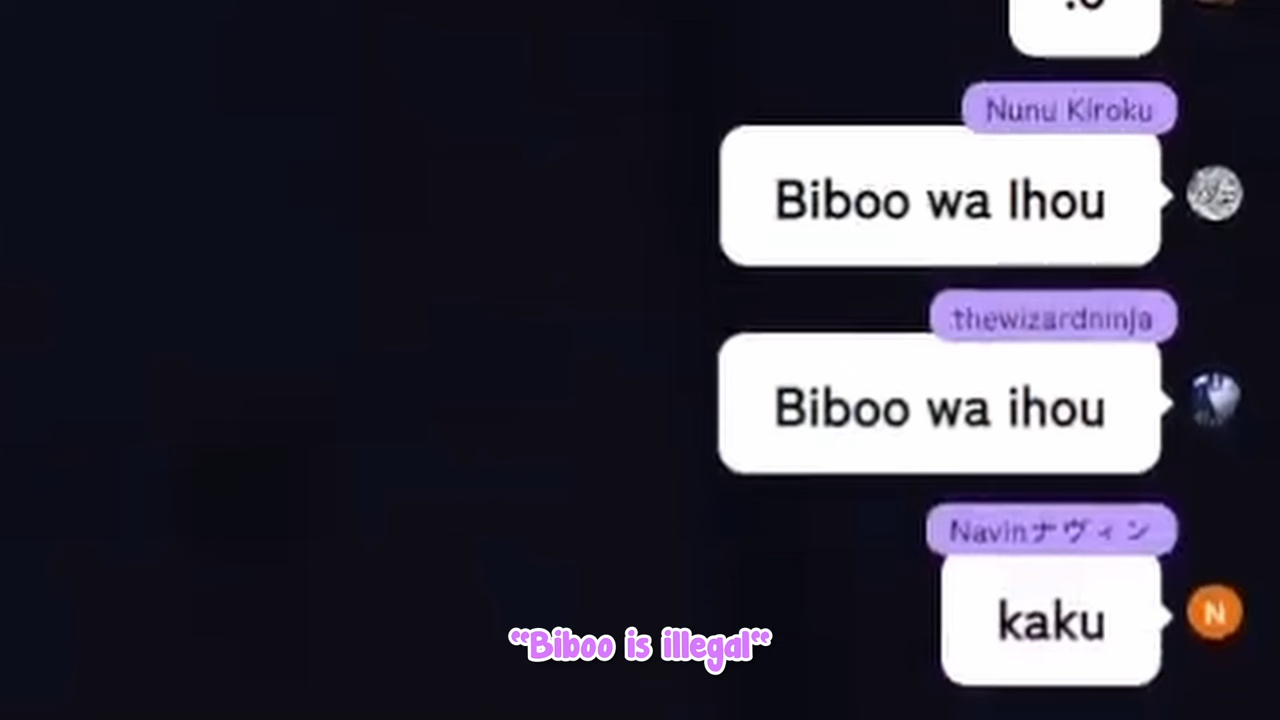 Nunu Kiroku
Biboo wa Ihou
thewizardninja
Biboo wa ihou
Navinナヴィン
kaku
N
“Biboo is illegal“